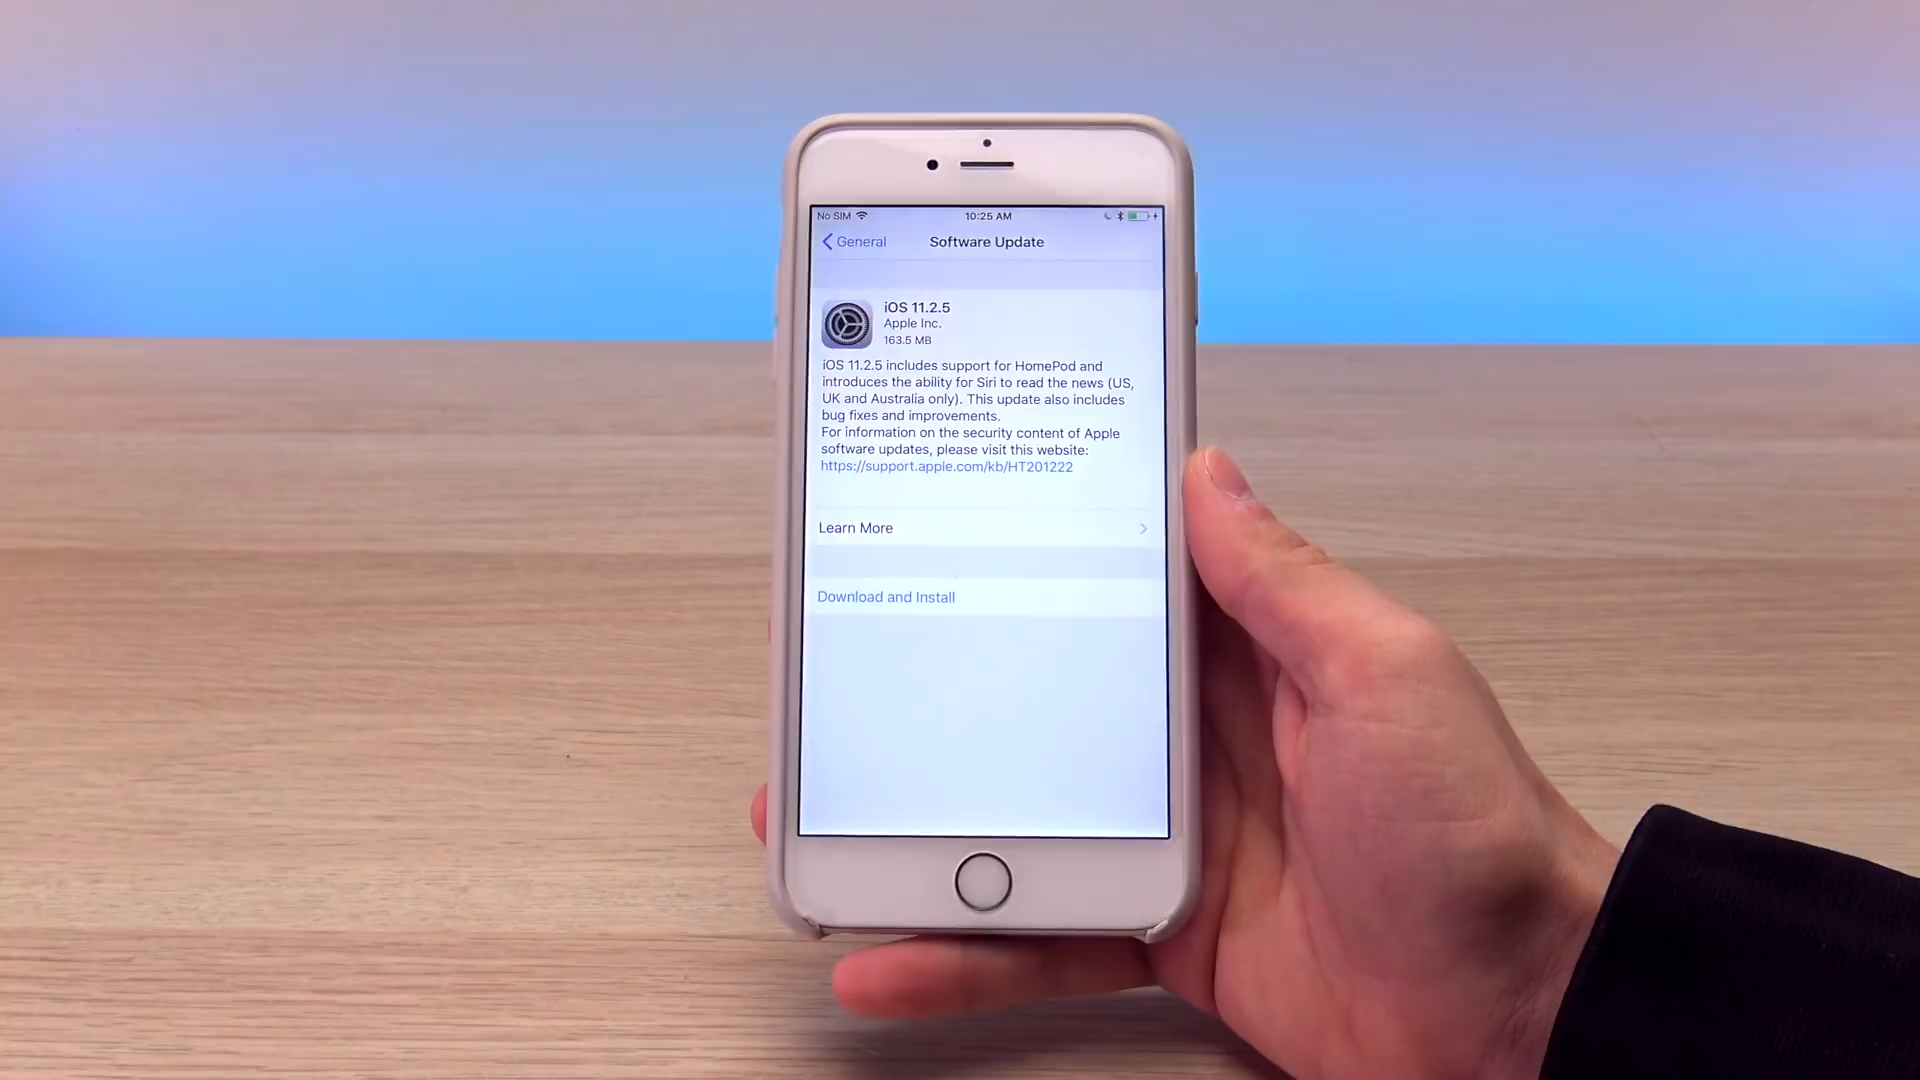 No SIM 10:25 AM
General Software Update
iOS 11.2.5
Apple Inc.
163.5 MB
iOS 11.2.5 includes support for HomePod and
introduces the ability for Siri to read the news (US,
UK and Australia only). This update also includes
bug fixes and improvements.
For information on the security content of Apple
software updates, please visit this website:
https://support.apple.com/kb/HT201222
Learn More
Download and Install